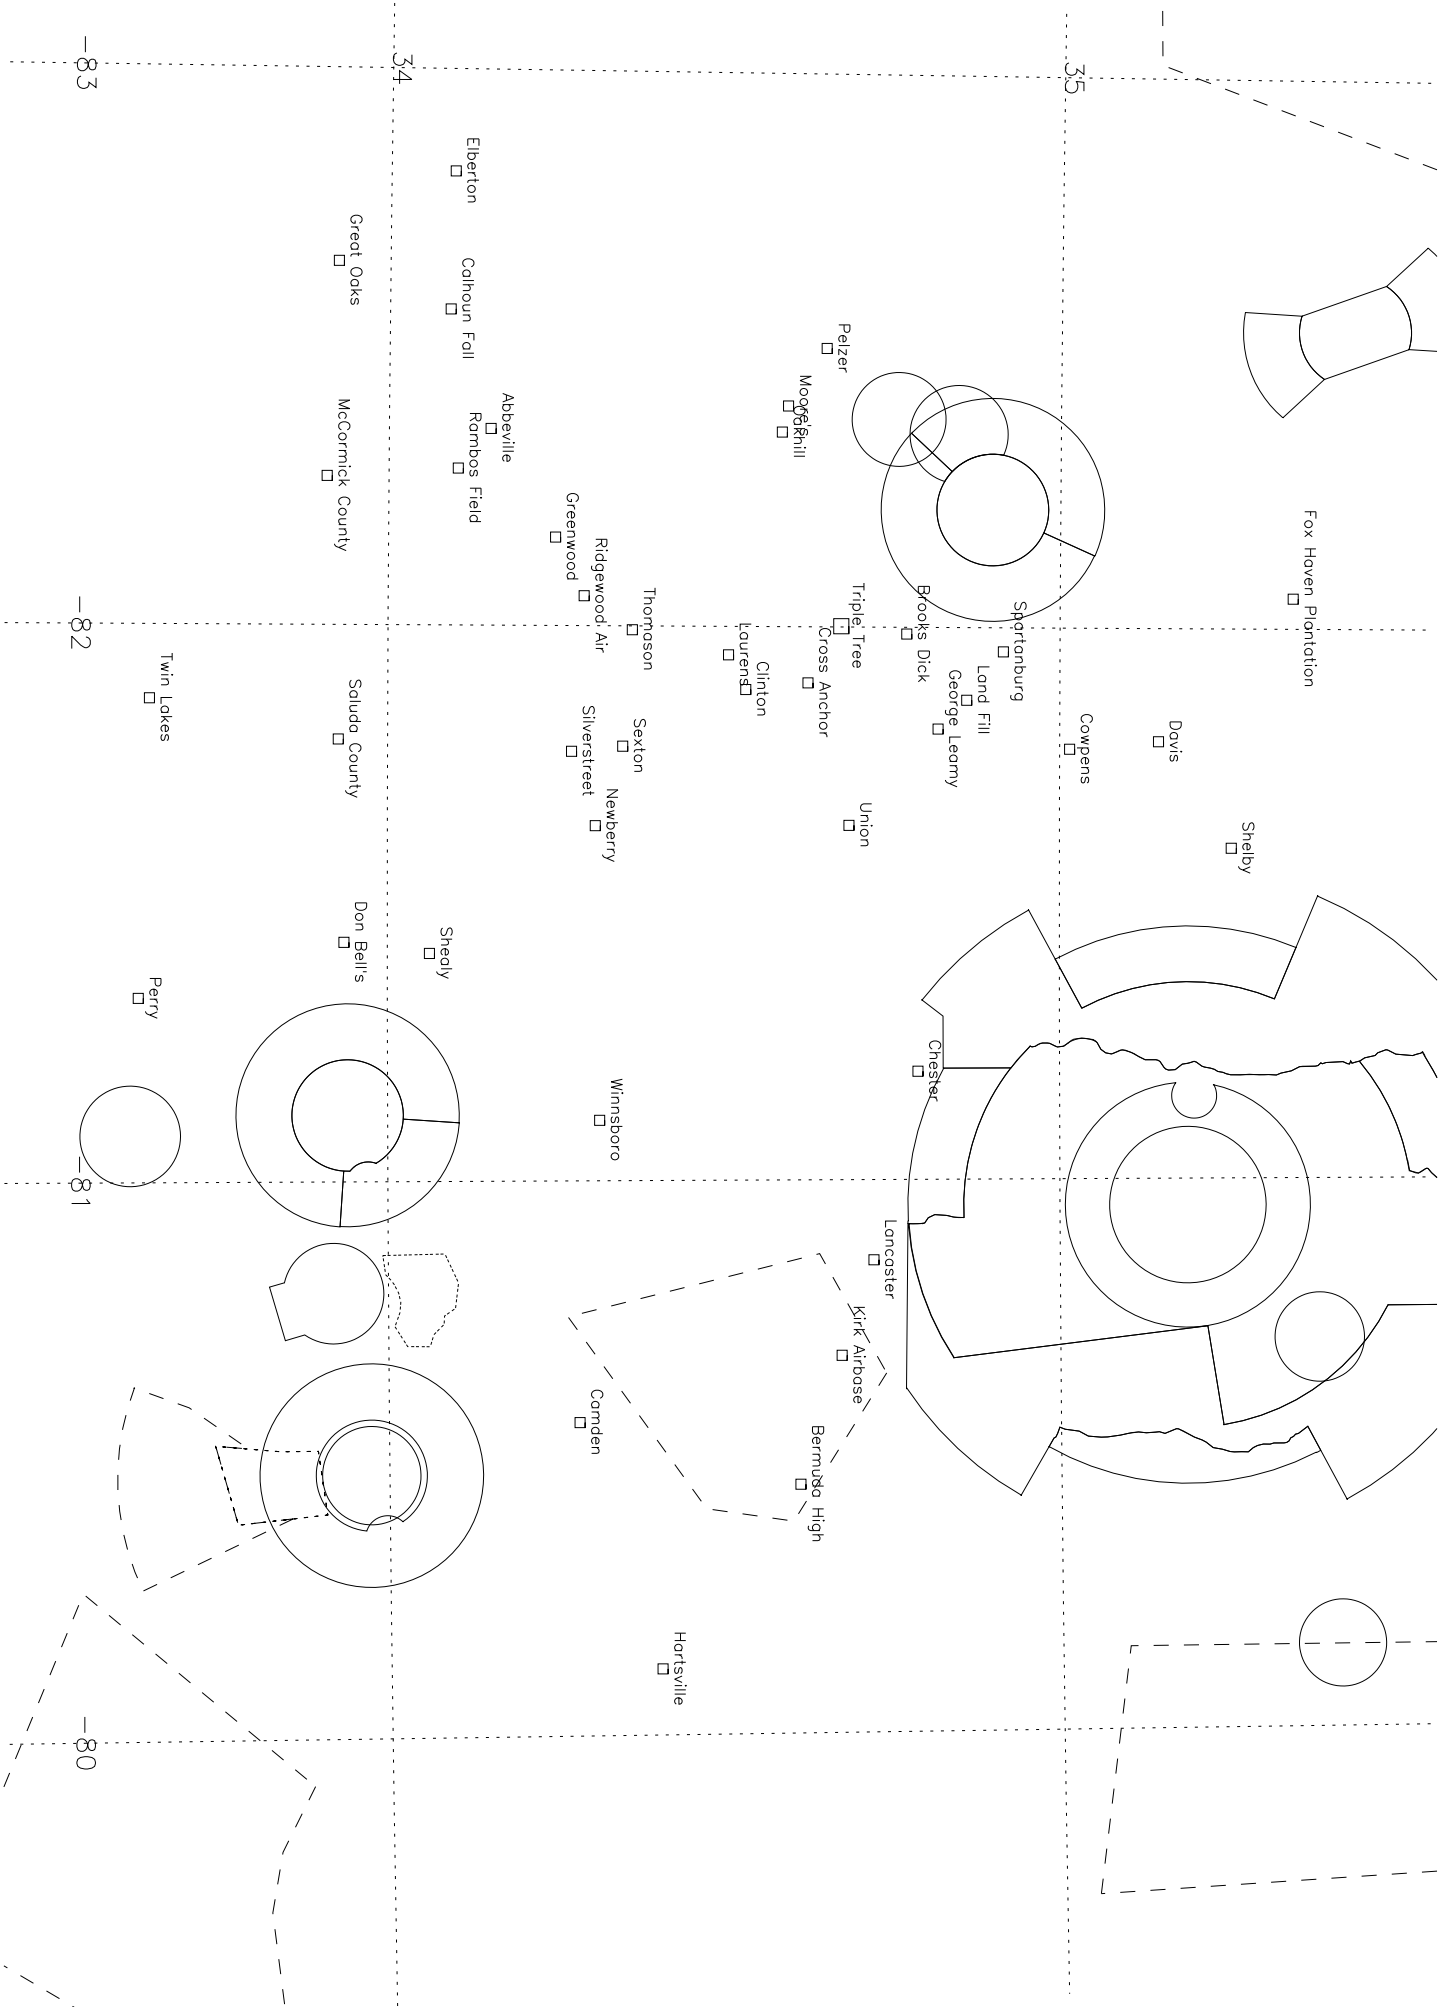 -83
34
35
Elberton
Great Oaks
Calhoun Fall
Pelzer
Moore's
Oakhill
Abbeville
McCormick County
Rambos Field
Greenwood
Fox Haven Plantation
Ridgewood Air
Thomason
Triple Tree
Brooks Dick
-82
Spartanburg
Laurens
Cross Anchor
Twin Lakes
Clinton
Land Fill
George Leamy
Saluda County
Silverstreet
Sexton
Cowpens
Davis
Newberry
Union
Shelby
Don Bell's
Shealy
Perry
Chester
Winnsboro
-81
Lancaster
Kirk Airbase
Camden
Bermuda High
Hartsville
-80